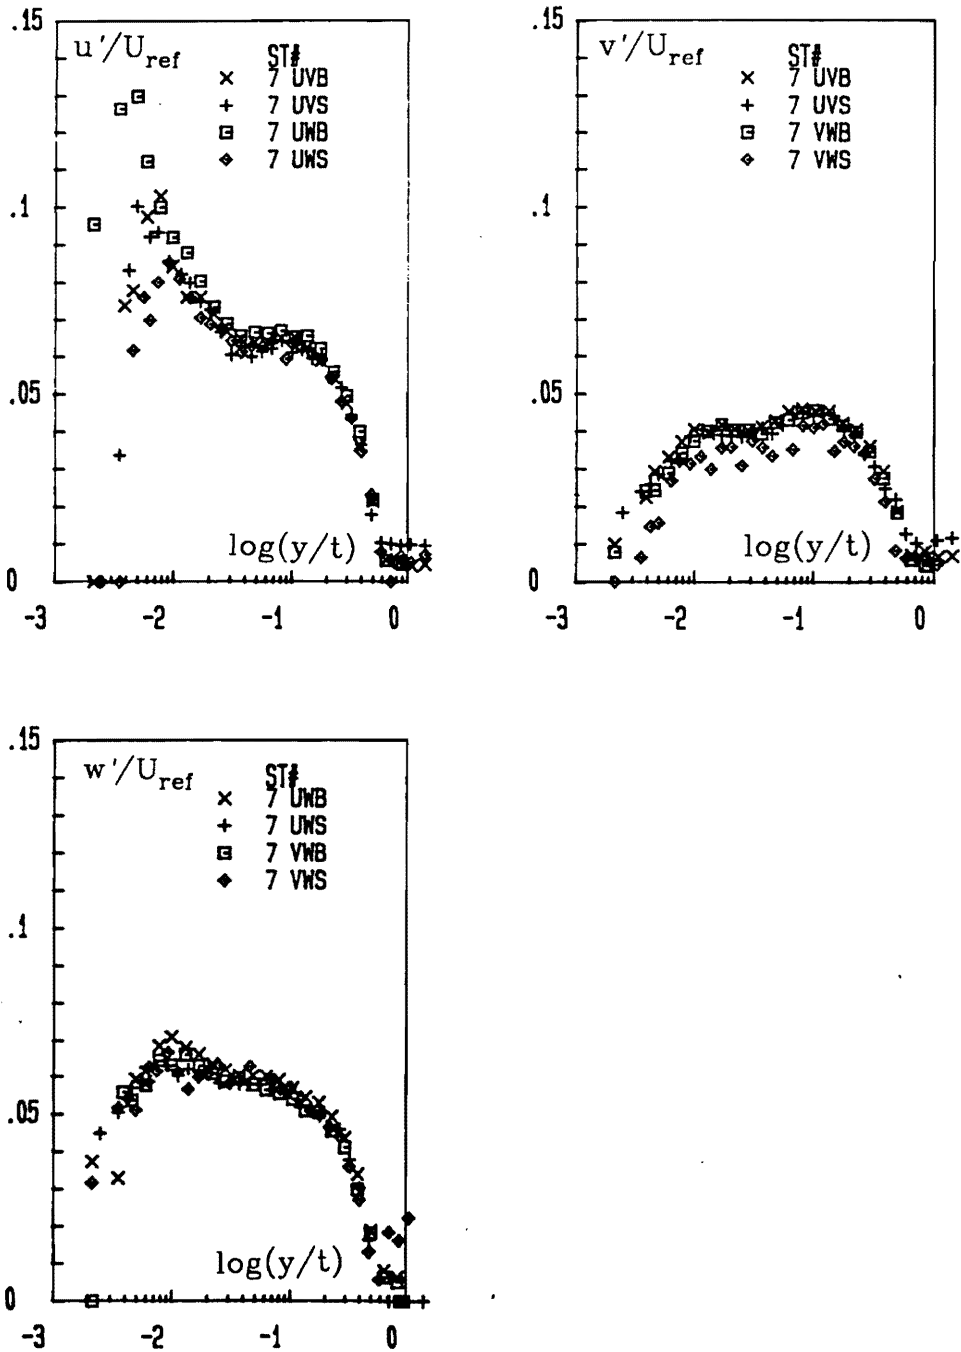 .15
u'/U_ref
ST#
× 7 UVB
+ 7 UVS
7 UWB
7 UWS
.1
.05
log(y/t)
0
-3 -2 -1 0
.15
v'/U_ref
ST#
× 7 UVB
+ 7 UVS
7 VWB
7 VWS
.1
.05
log(y/t)
0
-3 -2 -1 0
.15
w'/U_ref
ST#
× 7 UWB
+ 7 UWS
7 VWB
7 VWS
.1
.05
log(y/t)
0
-3 -2 -1 0